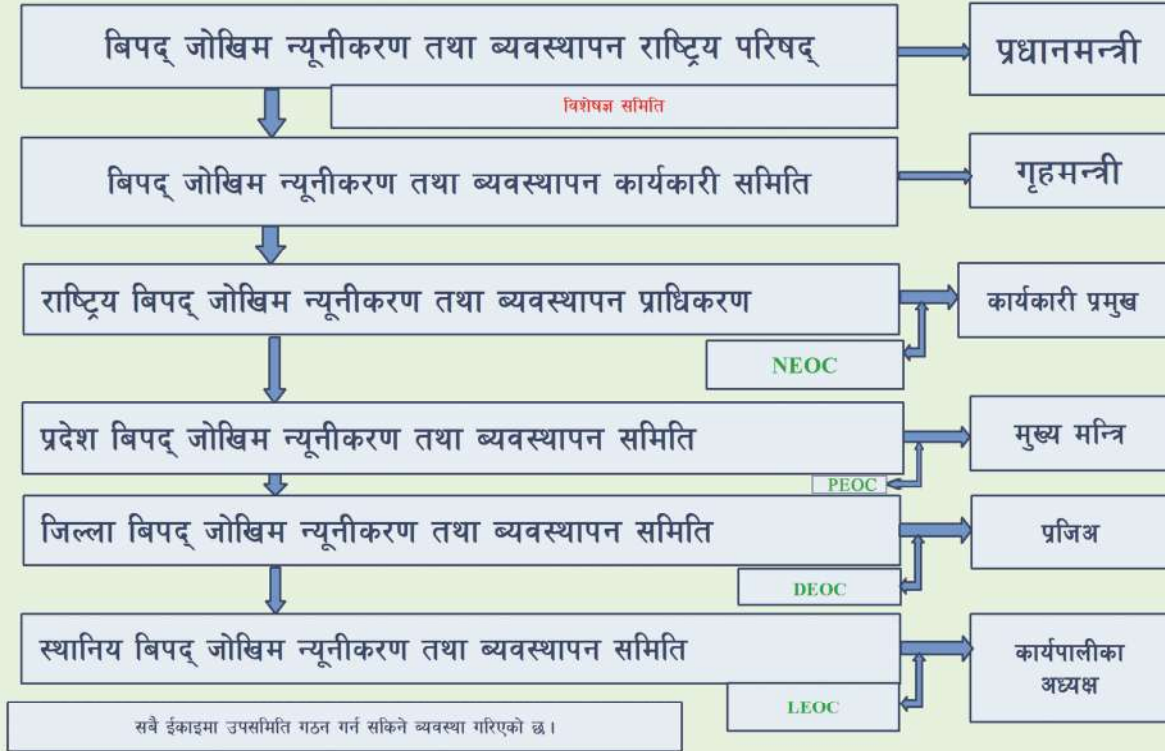 बिपद् जोखिम न्यूनीकरण तथा ब्यवस्थापन राष्ट्रिय परिषद्
प्रधानमन्त्री
विशेषज्ञ समिति
बिपद् जोखिम न्यूनीकरण तथा ब्यवस्थापन कार्यकारी समिति
गृहमन्त्री
राष्ट्रिय बिपद् जोखिम न्यूनीकरण तथा ब्यवस्थापन प्राधिकरण
कार्यकारी प्रमुख
NEOC
प्रदेश बिपद् जोखिम न्यूनीकरण तथा ब्यवस्थापन समिति
मुख्य मन्त्रि
PEOC
जिल्ला बिपद् जोखिम न्यूनीकरण तथा ब्यवस्थापन समिति
प्रजिअ
DEOC
स्थानिय बिपद् जोखिम न्यूनीकरण तथा ब्यवस्थापन समिति
कार्यपालीका
अध्यक्ष
LEOC
सबै ईकाइमा उपसमिति गठन गर्न सकिने ब्यवस्था गरिएको छ।